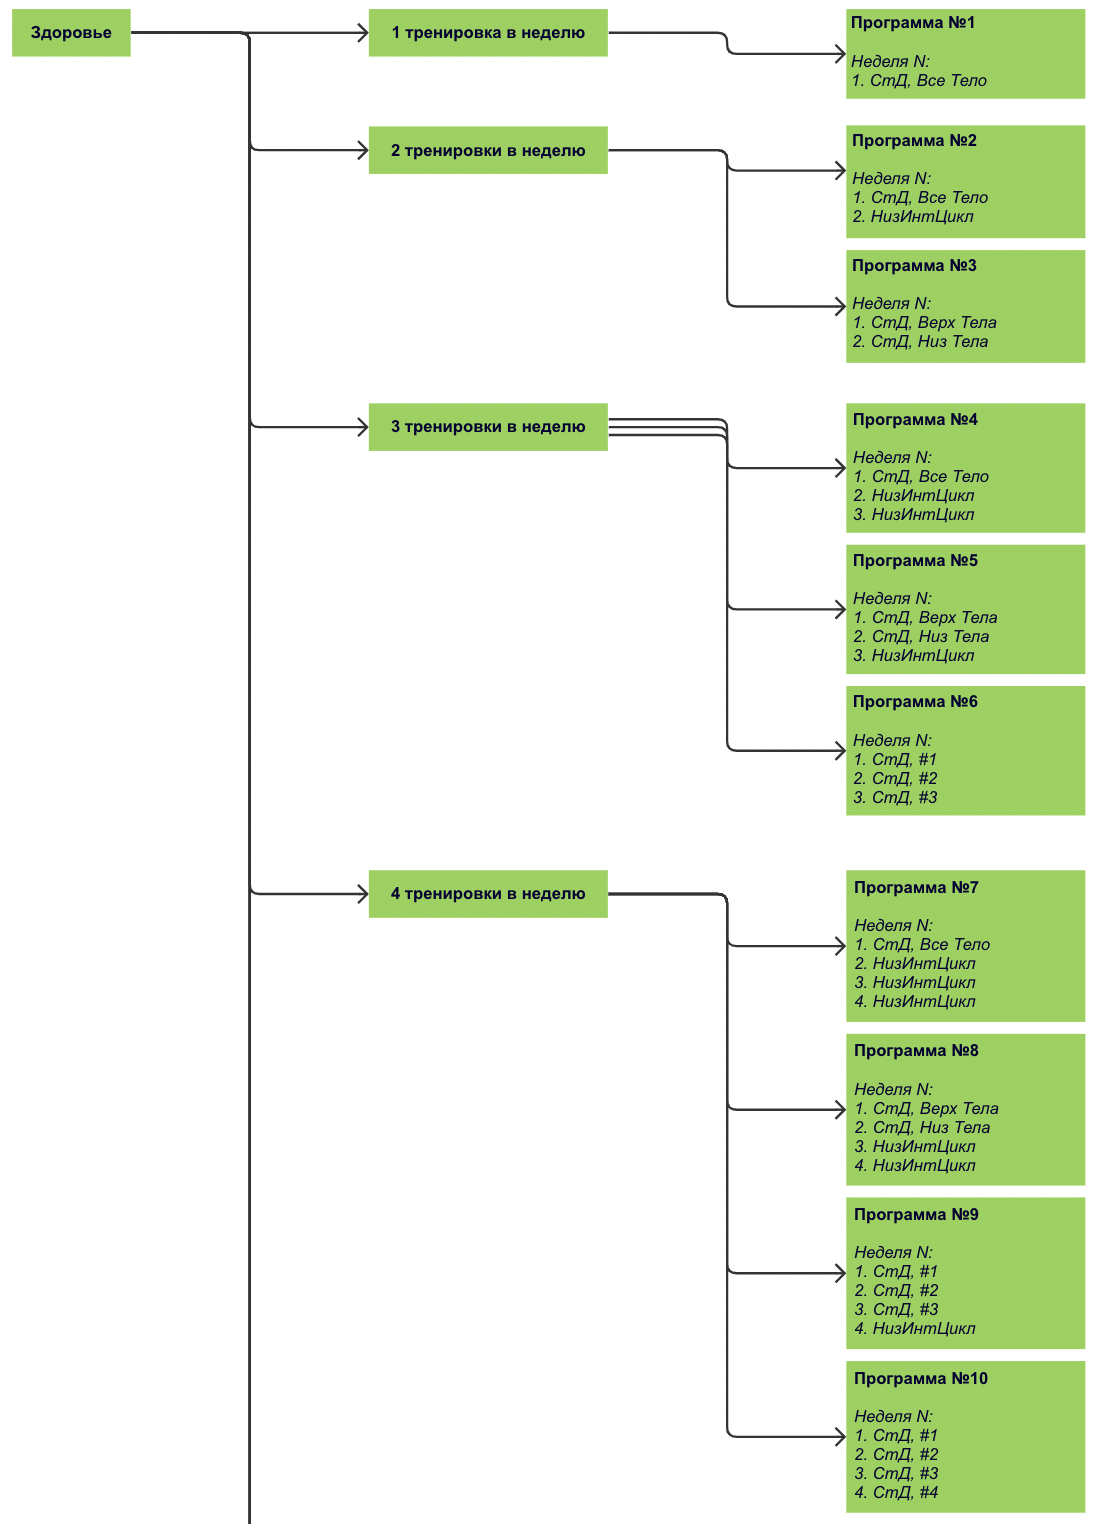 Здоровье
1 тренировка в неделю
Программа №1
Неделя N:
1. СтД, Все Тело
2 тренировки в неделю
Программа №2
Неделя N:
1. СтД, Все Тело
2. НизИнтЦикл
Программа №3
Неделя N:
1. СтД, Верх Тела
2. СтД, Низ Тела
3 тренировки в неделю
Программа №4
Неделя N:
1. СтД, Все Тело
2. НизИнтЦикл
3. НизИнтЦикл
Программа №5
Неделя N:
1. СтД, Верх Тела
2. СтД, Низ Тела
3. НизИнтЦикл
Программа №6
Неделя N:
1. СтД, #1
2. СтД, #2
3. СтД, #3
4 тренировки в неделю
Программа №7
Неделя N:
1. СтД, Все Тело
2. НизИнтЦикл
3. НизИнтЦикл
4. НизИнтЦикл
Программа №8
Неделя N:
1. СтД, Верх Тела
2. СтД, Низ Тела
3. НизИнтЦикл
4. НизИнтЦикл
Программа №9
Неделя N:
1. СтД, #1
2. СтД, #2
3. СтД, #3
4. НизИнтЦикл
Программа №10
Неделя N:
1. СтД, #1
2. СтД, #2
3. СтД, #3
4. СтД, #4